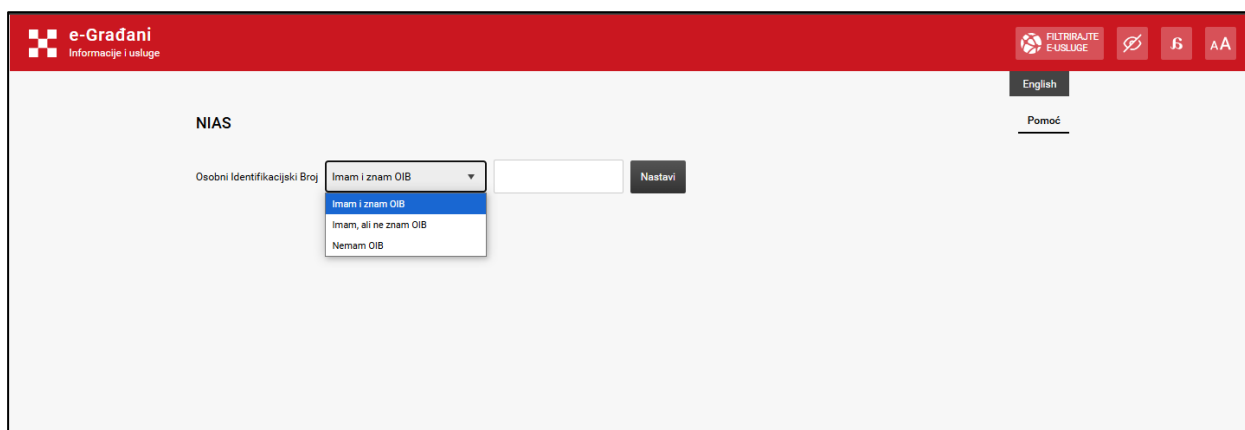 e-Građani
Informacije i usluge
FILTRIRAJTE
E-USLUGE
AA
English
NIAS
Pomoć
Osobni Identifikacijski Broj
Imam i znam OIB
Nastavi
Imam i znam OIB
Imam, ali ne znam OIB
Nemam OIB